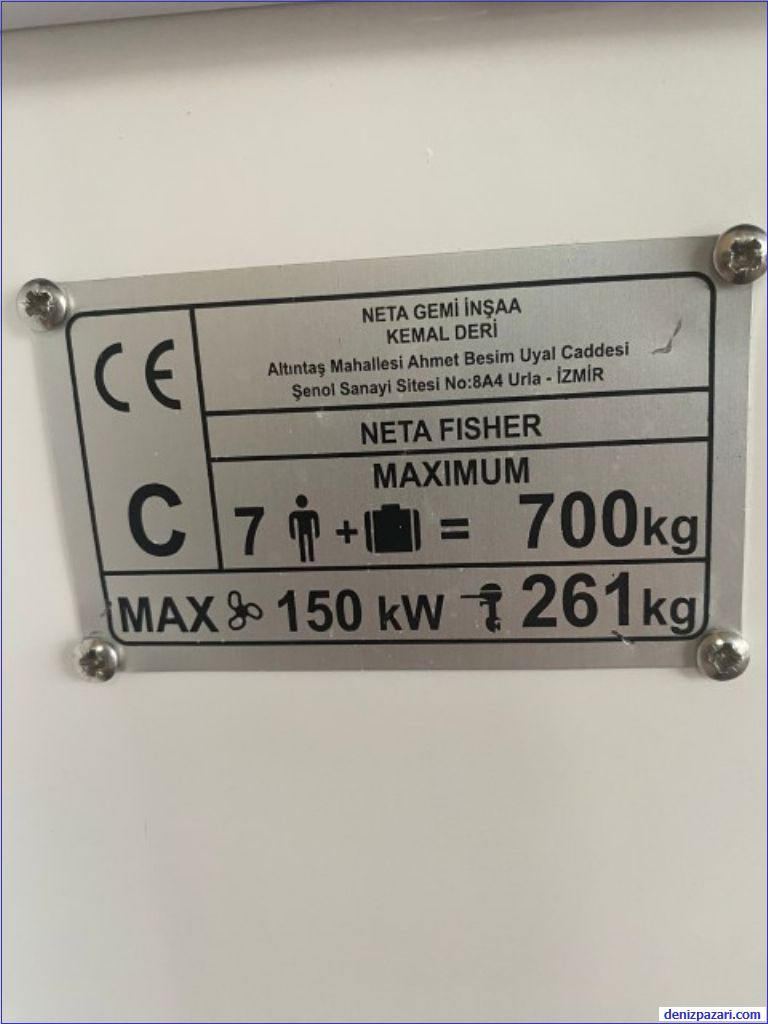 CE
NETA GEMİ İNŞAA
KEMAL DERİ
Altıntaş Mahallesi Ahmet Besim Uyal Caddesi
Şenol Sanayi Sitesi No:8A4 Urla - İZMİR
NETA FISHER
C
MAXIMUM
7 + = 700kg
MAX 150 kW 261kg
denizpazari.com